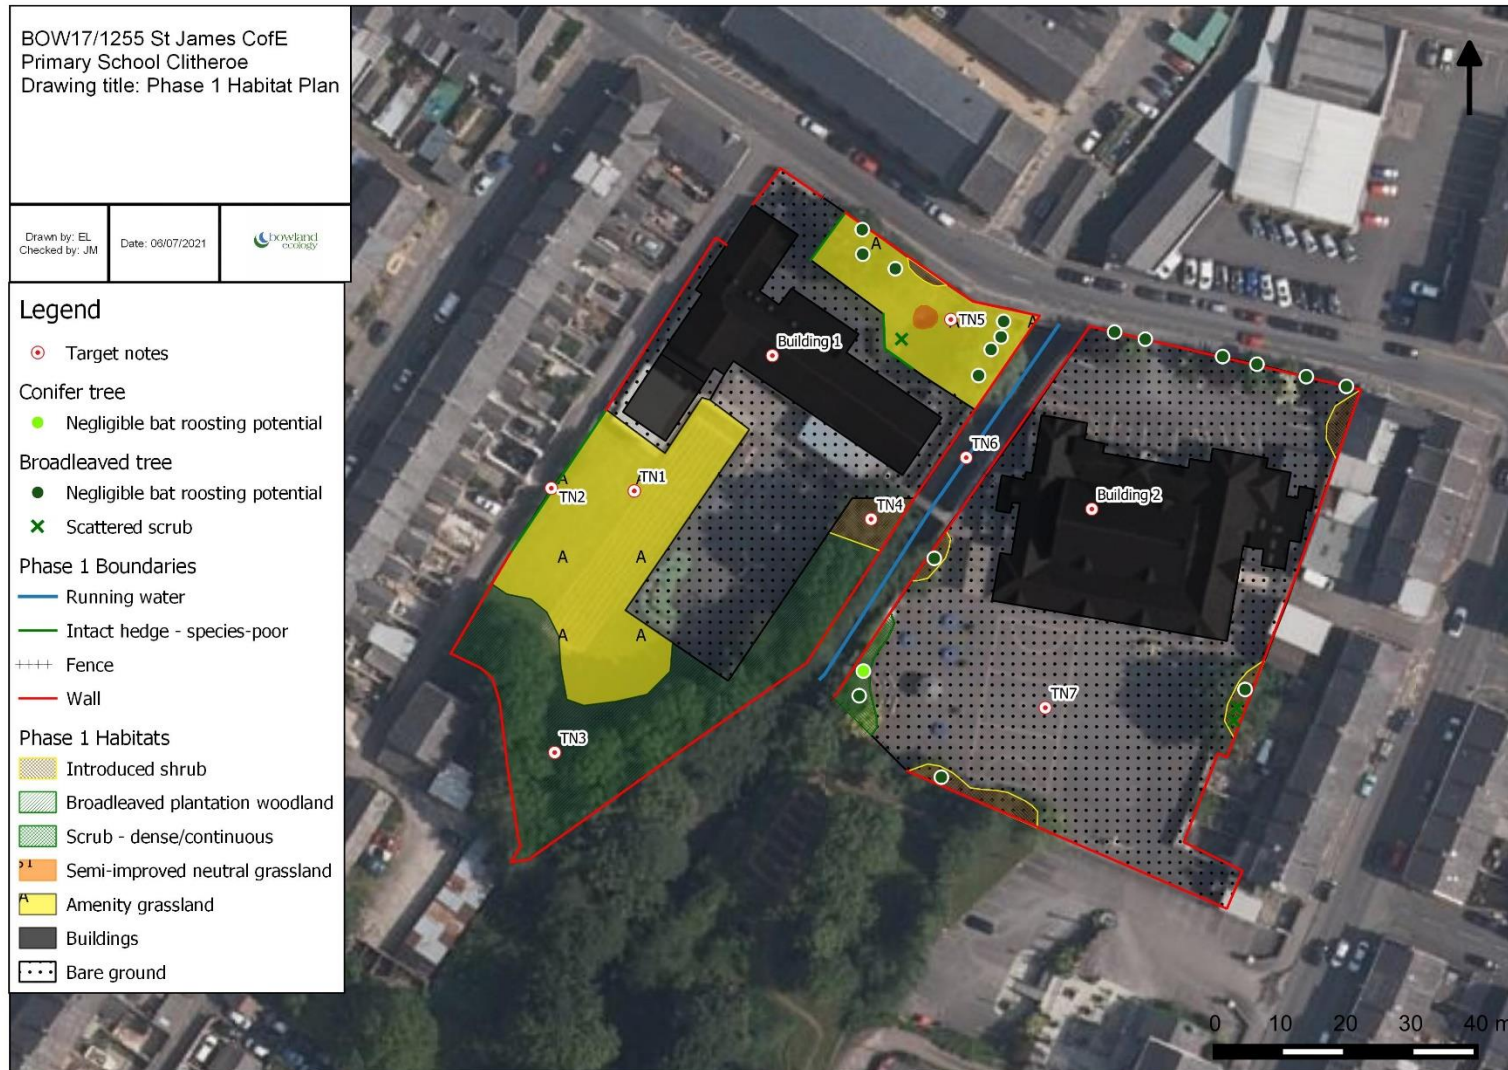 BOW17/1255 St James CofE
Primary School Clitheroe
Drawing title: Phase 1 Habitat Plan
Drawn by: EL
Checked by: JM
Date: 06/07/2021
bowland
ecology
Legend
Target notes
Conifer tree
Negligible bat roosting potential
Broadleaved tree
Negligible bat roosting potential
Scattered scrub
Phase 1 Boundaries
Running water
Intact hedge - species-poor
Fence
Wall
Phase 1 Habitats
Introduced shrub
Broadleaved plantation woodland
Scrub - dense/continuous
Semi-improved neutral grassland
A
Amenity grassland
Buildings
Bare ground
A
TN5
A
A
Building 1
TN6
A
TN2
TN1
TN4
Building 2
A
A
A
A
TN3
TN7
0 10 20 30 40 m